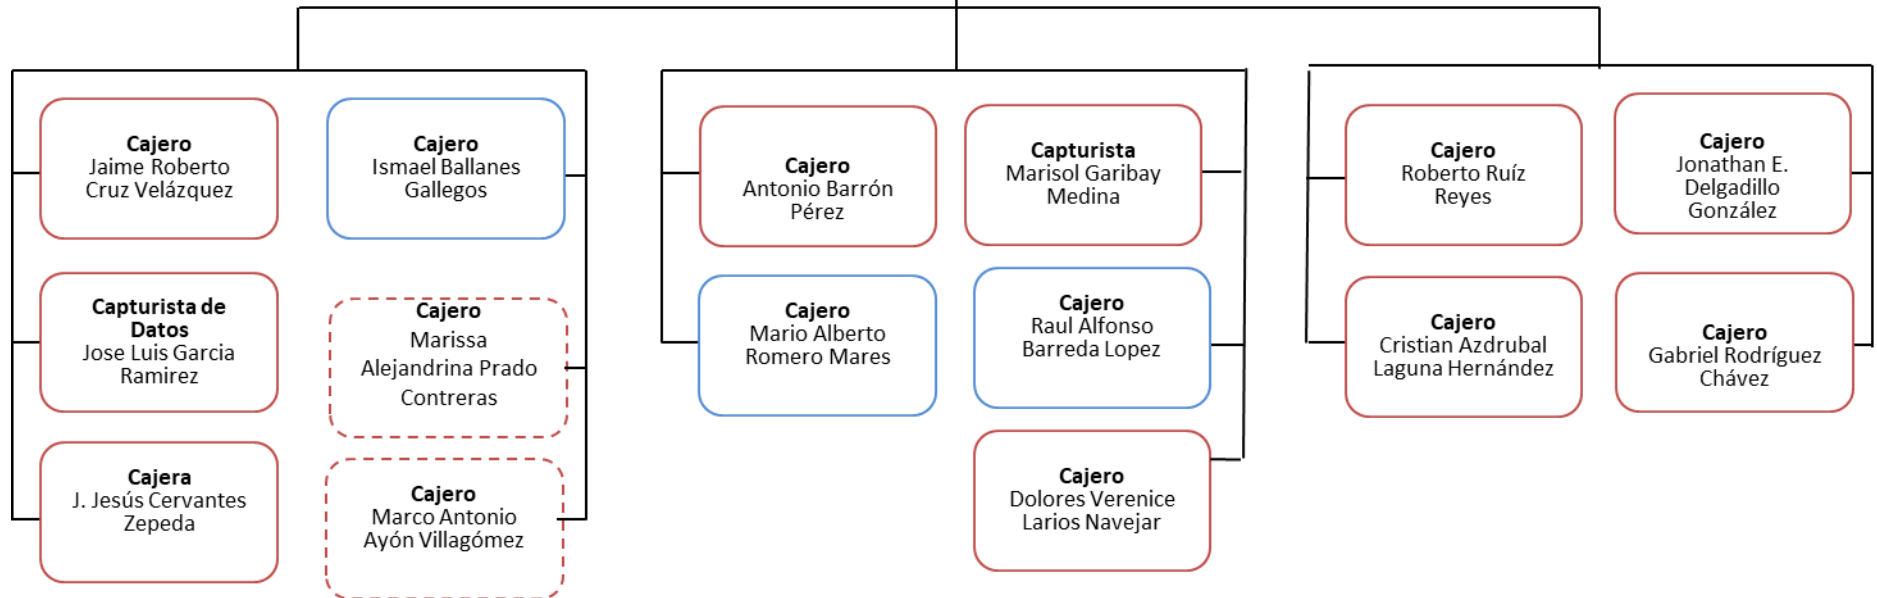 Cajero
Jaime Roberto
Cruz Velázquez
Cajero
Ismael Ballanes
Gallegos
Capturista de
Datos
Jose Luis Garcia
Ramirez
Cajero
Marissa
Alejandrina Prado
Contreras
Cajera
J. Jesús Cervantes
Zepeda
Cajero
Marco Antonio
Ayón Villagómez
Cajero
Antonio Barrón
Pérez
Capturista
Marisol Garibay
Medina
Cajero
Mario Alberto
Romero Mares
Cajero
Raul Alfonso
Barreda Lopez
Cajero
Dolores Verenice
Larios Navejar
Cajero
Roberto Ruíz
Reyes
Cajero
Jonathan E.
Delgadillo
González
Cajero
Cristian Azdrubal
Laguna Hernández
Cajero
Gabriel Rodríguez
Chávez